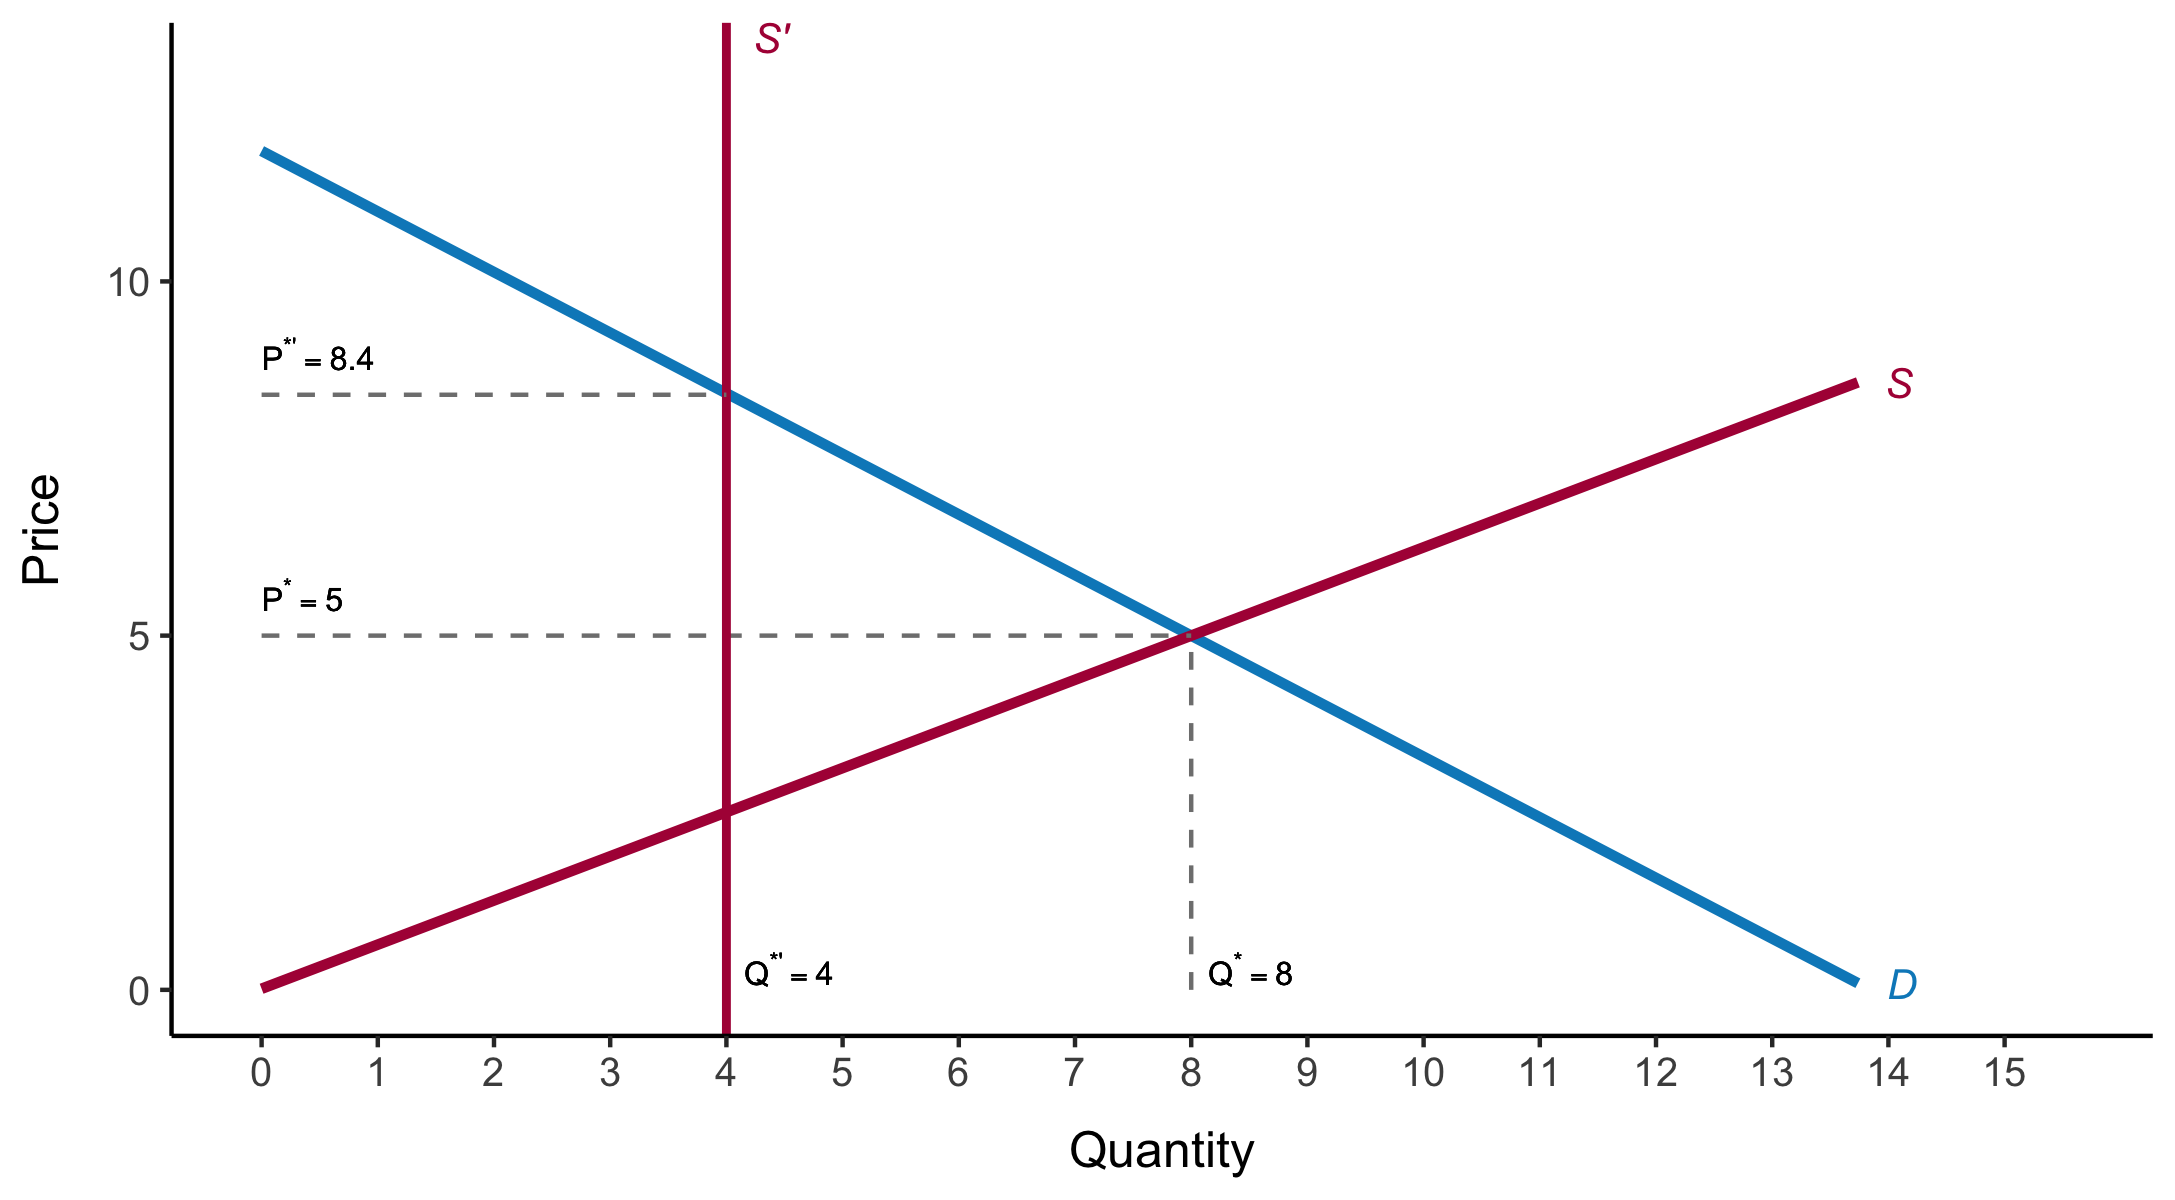 S'
10
P*' = 8.4
S
P* = 5
5
Q*' = 4
Q* = 8
D
0
0 1 2 3 4 5 6 7 8 9 10 11 12 13 14 15
Price
Quantity